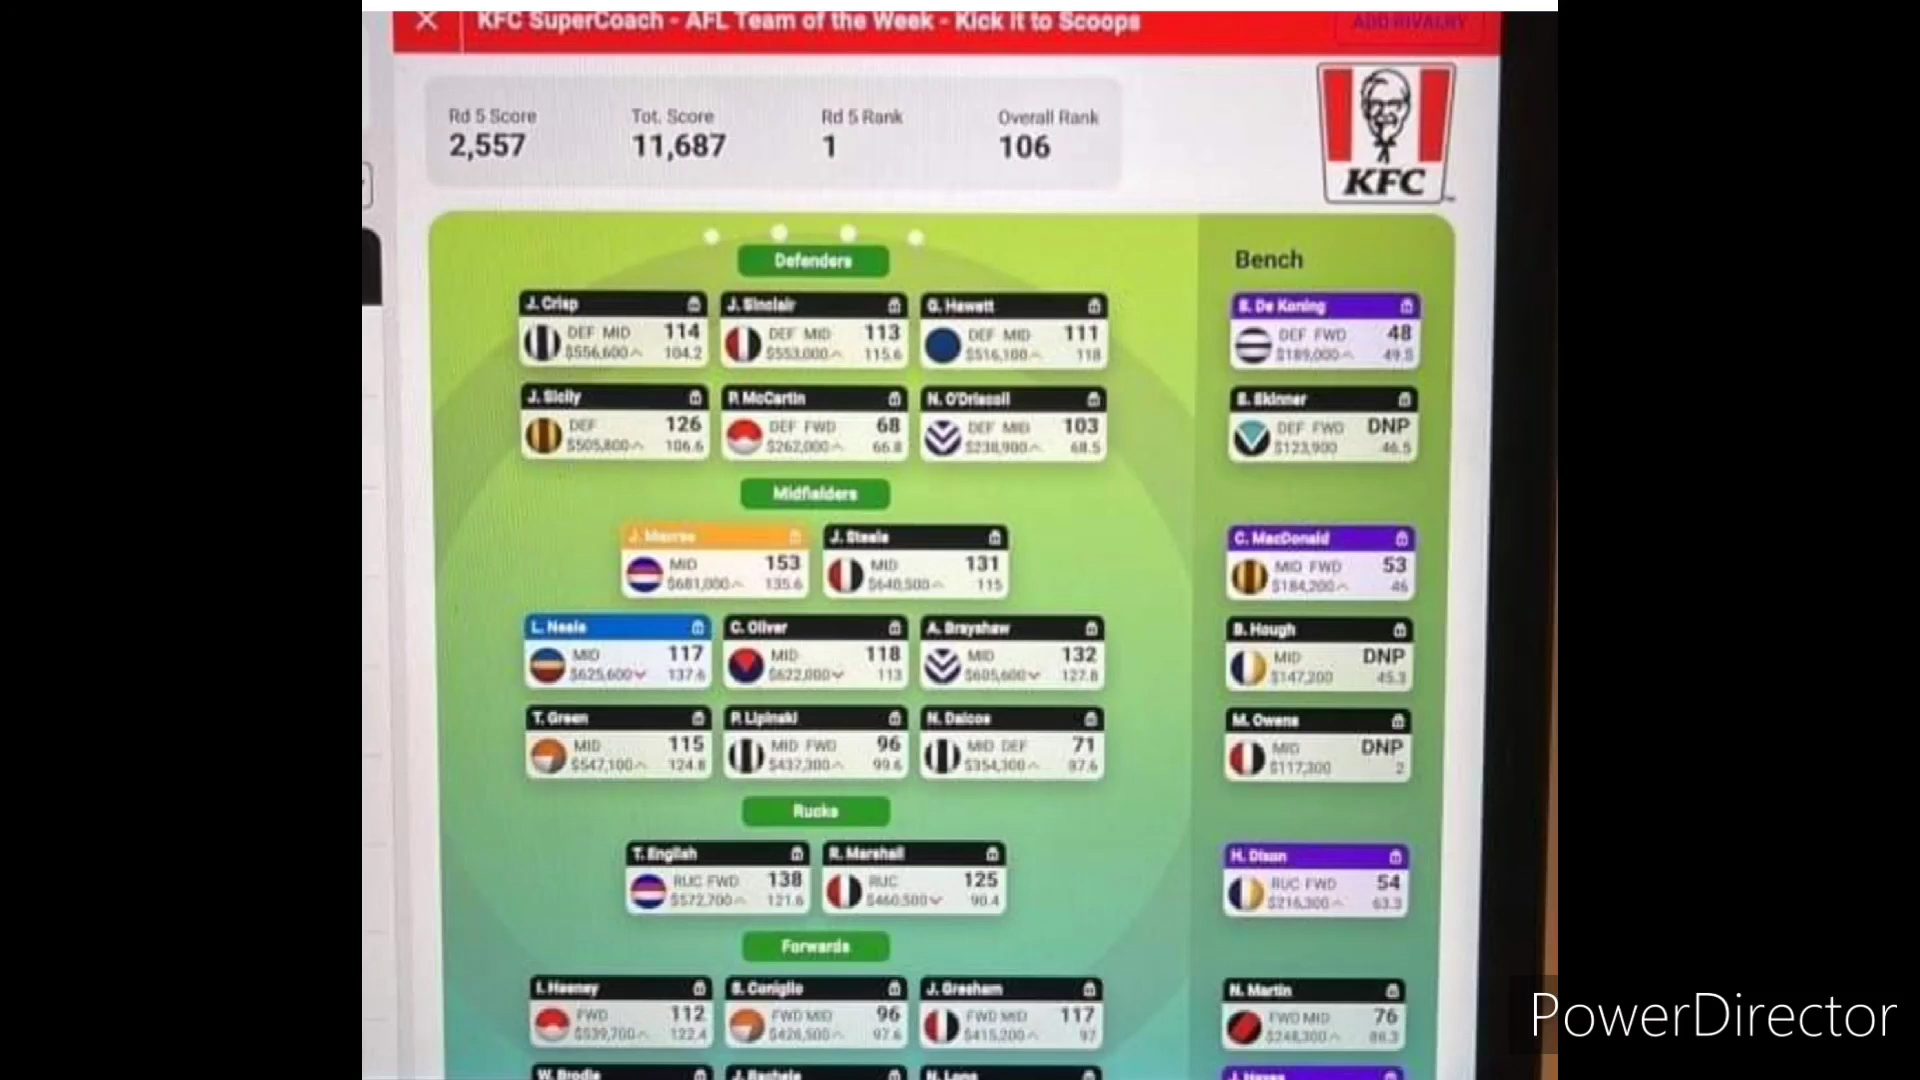 KFC SuperCoach - AFL Team of the Week - Kick it to Scoops
ADD RIVALRY
Rd 5 Score Tot. Score Rd 5 Rank Overall Rank
2,557 11,687 1 106
KFC
Defenders Bench
J. Crisp J. Sinclair G. Hewett S. De Koning
DEF MID 114 DEF MID 113 DEF MID 111 DEF FWD 48
$556,600 104.2 $553,000 115.6 $516,100 118 $189,000 49.5
J. Sicily P. McCartin N. O'Driscoll S. Skinner
DEF 126 DEF FWD 68 DEF MID 103 DEF FWD DNP
$505,800 106.6 $262,000 66.8 $238,900 68.5 $123,900 46.5
Midfielders
J. Macrae J. Steele C. MacDonald
MID 153 MID 131 MID FWD 53
$681,000 135.6 $640,500 115 $184,200 46
L. Neale C. Oliver A. Brayshaw B. Hough
MID 117 MID 118 MID 132 MID DNP
$625,600 137.6 $622,000 113 $605,600 127.8 $147,200 45.3
T. Green P. Lipinski N. Daicos M. Owens
MID 115 MID FWD 96 MID DEF 71 MID DNP
$547,100 124.8 $437,300 99.6 $354,300 87.6 $117,300 2
Rucks
T. English R. Marshall H. Dixon
RUC FWD 138 RUC 125 RUC FWD 54
$572,700 121.6 $460,500 90.4 $216,300 63.3
Forwards
I. Heeney S. Coniglio J. Gresham N. Martin
FWD 112 FWD MID 96 FWD MID 117 FWD MID 76
$539,700 122.4 $426,500 97.6 $415,200 97 $248,300 86.3
W. Brodie J. Rachele N. Long J. Hayes
PowerDirector